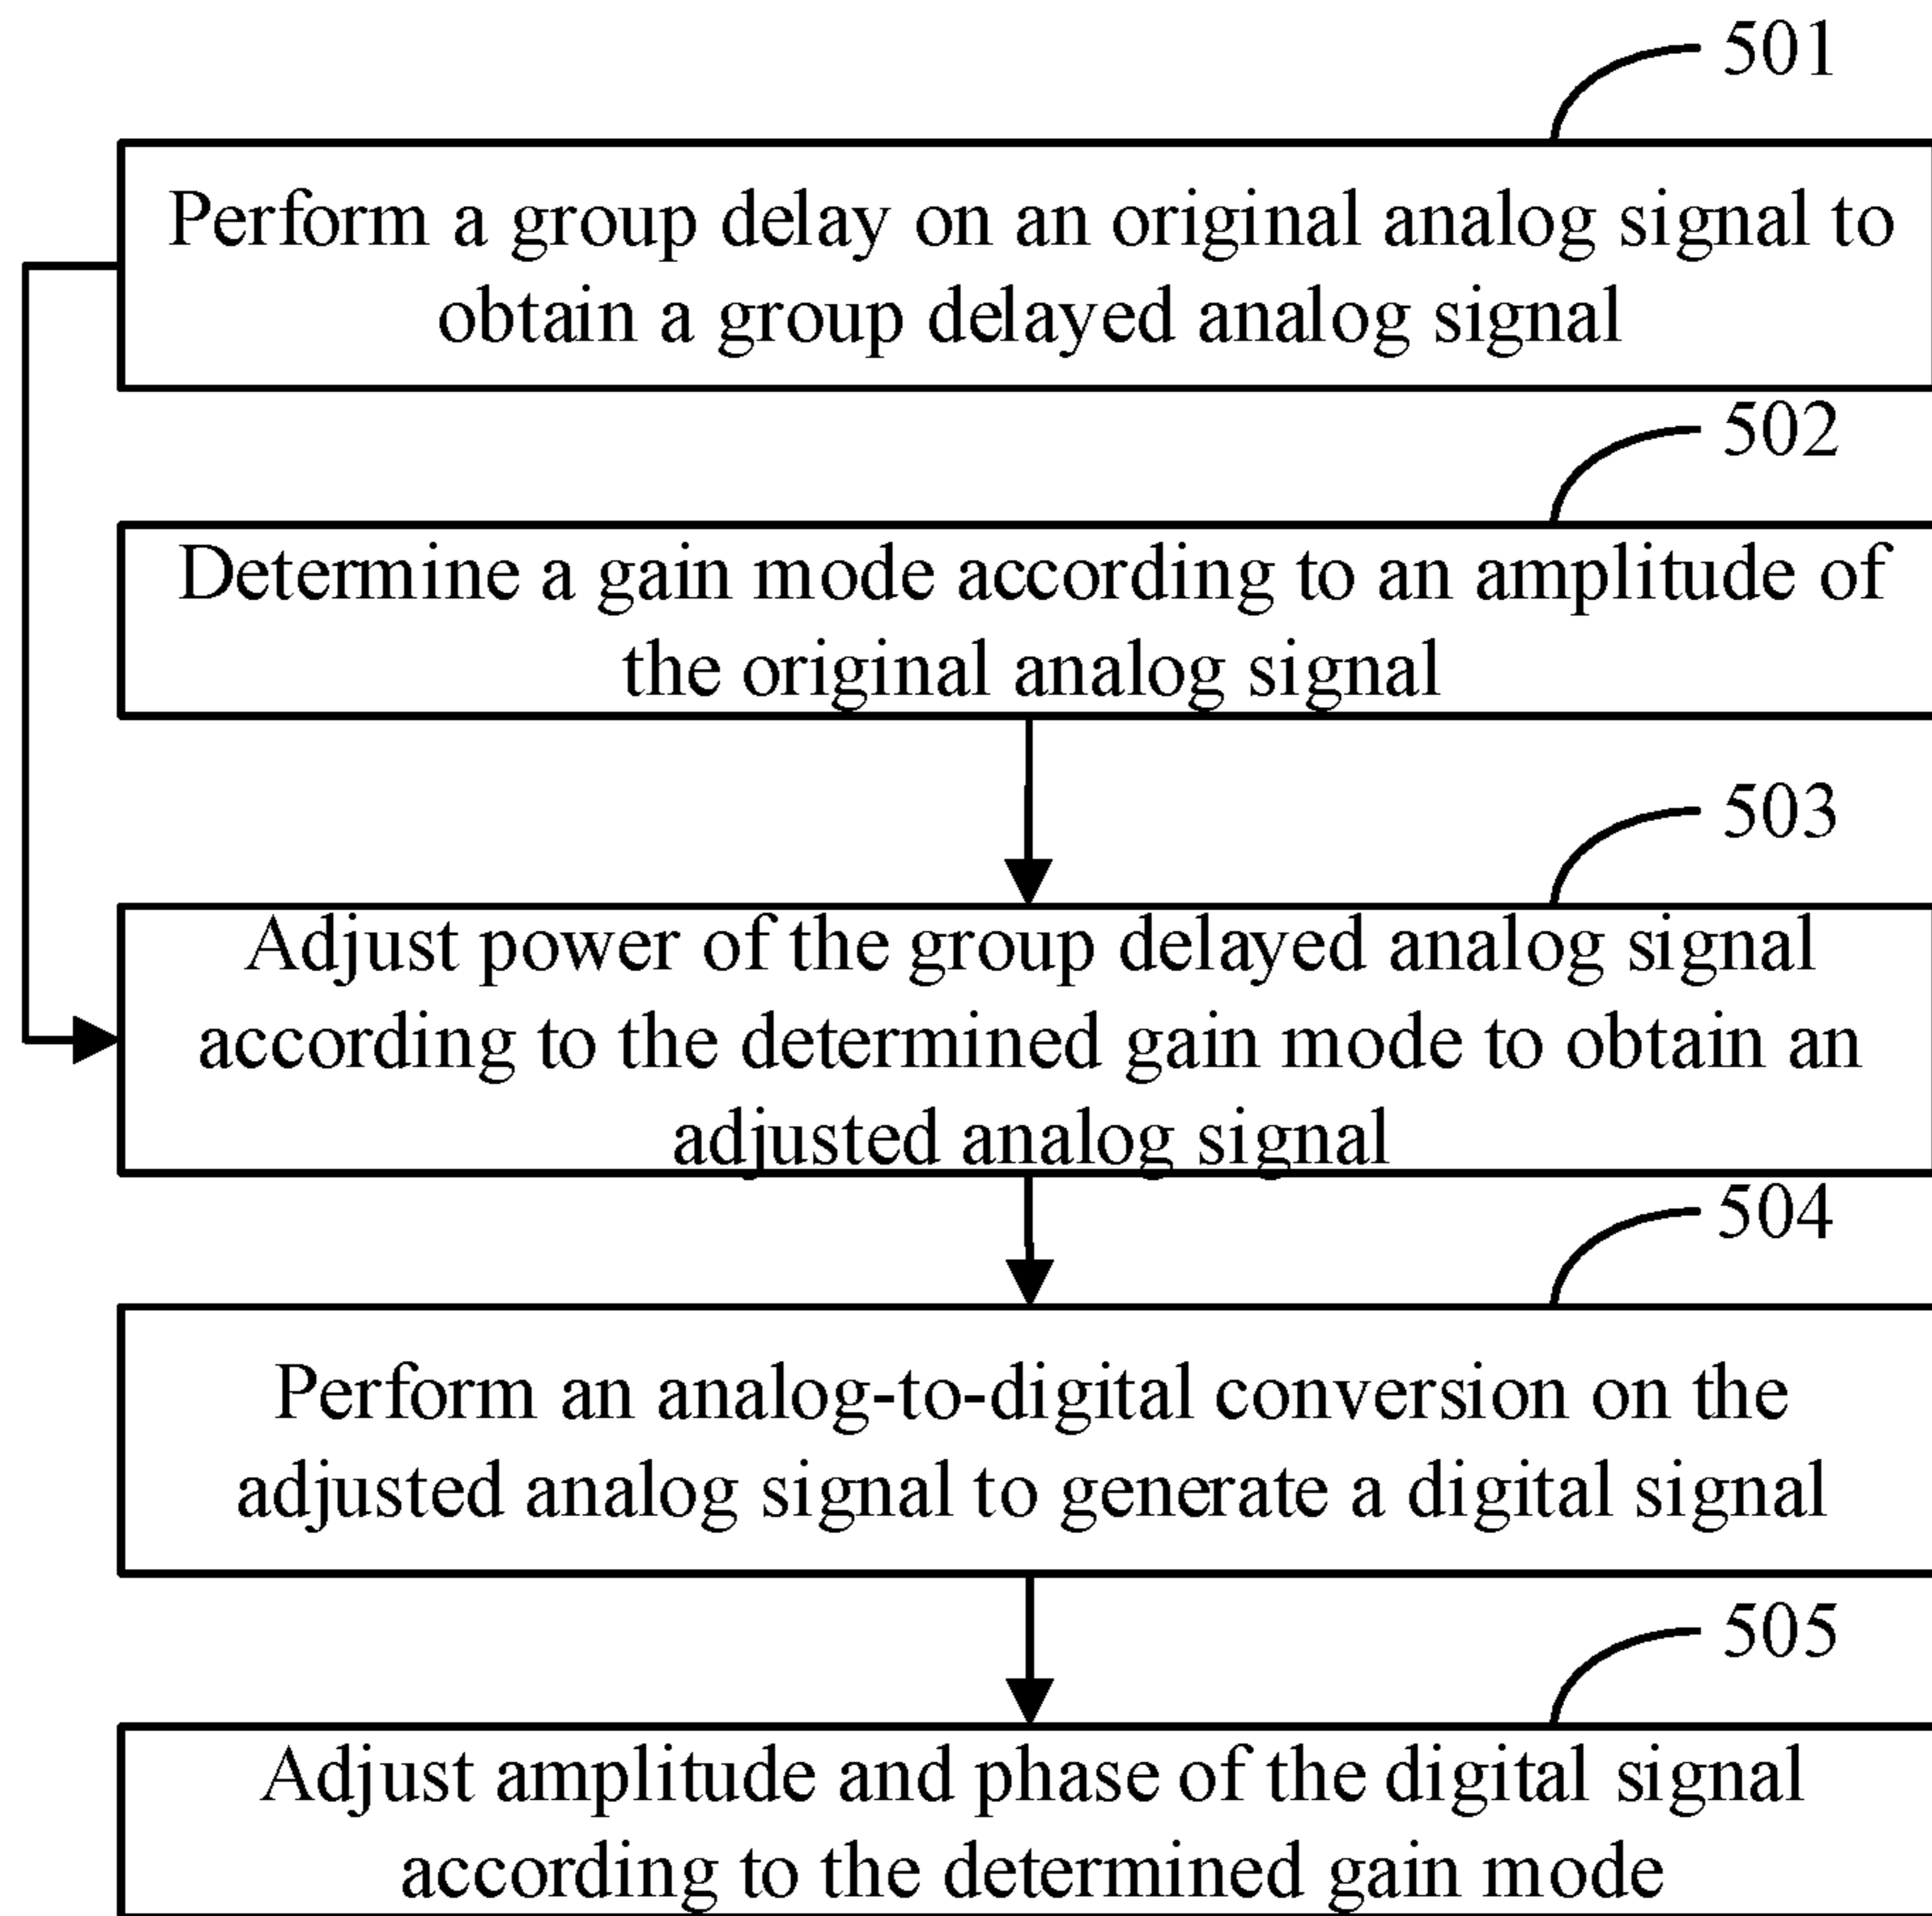 501
Perform a group delay on an original analog signal to
obtain a group delayed analog signal
502
Determine a gain mode according to an amplitude of
the original analog signal
503
Adjust power of the group delayed analog signal
according to the determined gain mode to obtain an
adjusted analog signal
504
Perform an analog-to-digital conversion on the
adjusted analog signal to generate a digital signal
505
Adjust amplitude and phase of the digital signal
according to the determined gain mode